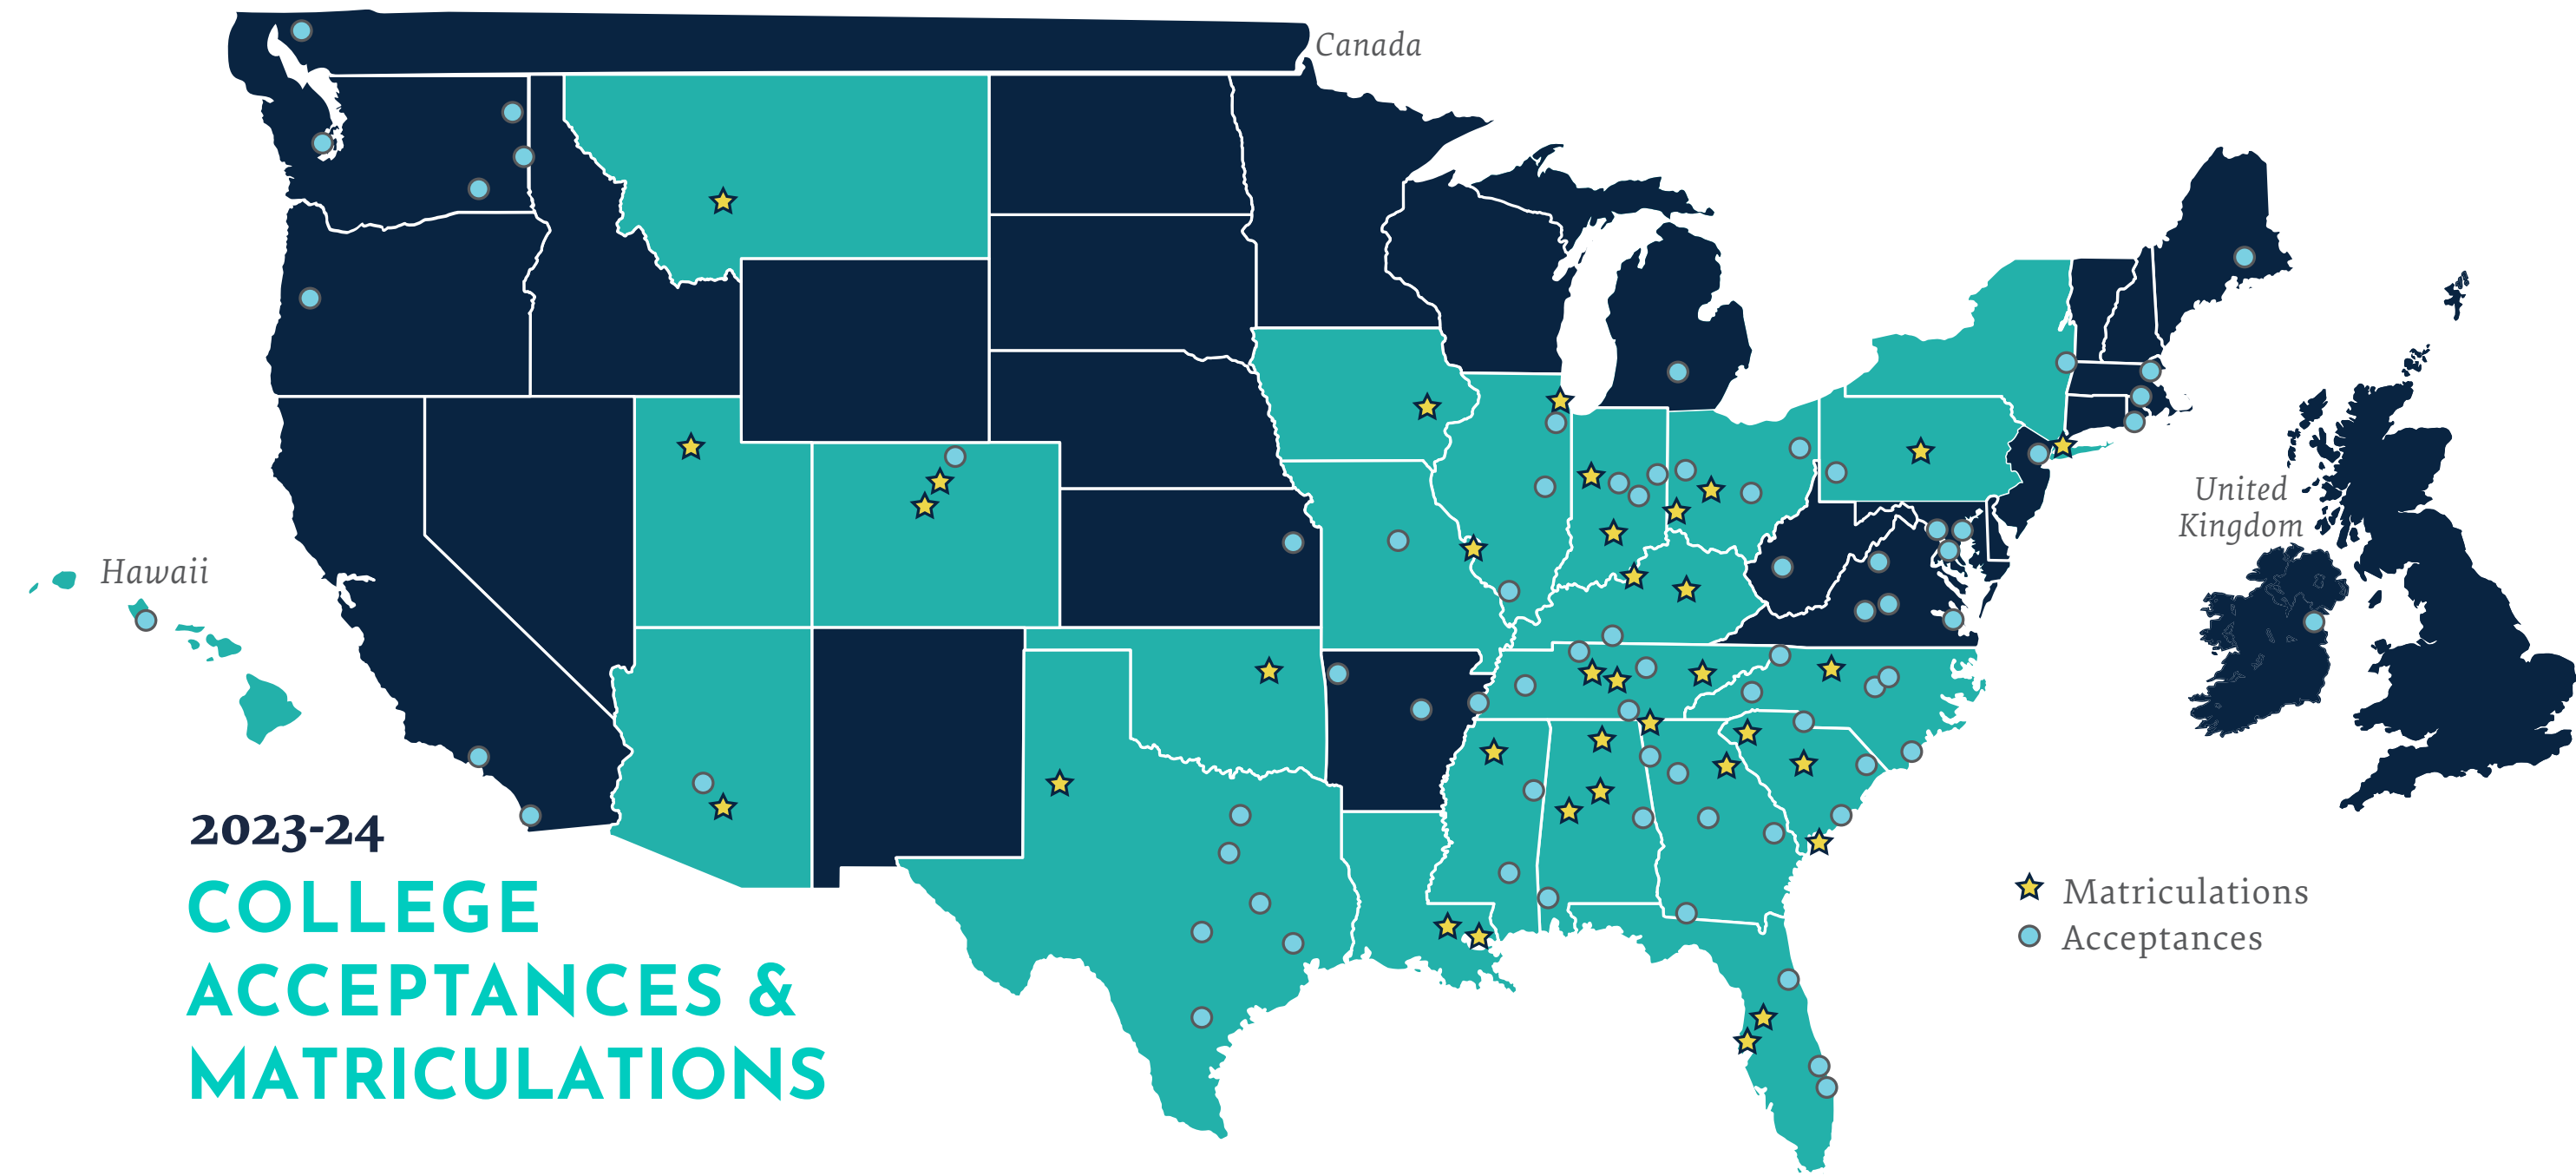 Canada
United
Kingdom
Hawaii
2023-24
COLLEGE
ACCEPTANCES &
MATRICULATIONS
Matriculations
Acceptances